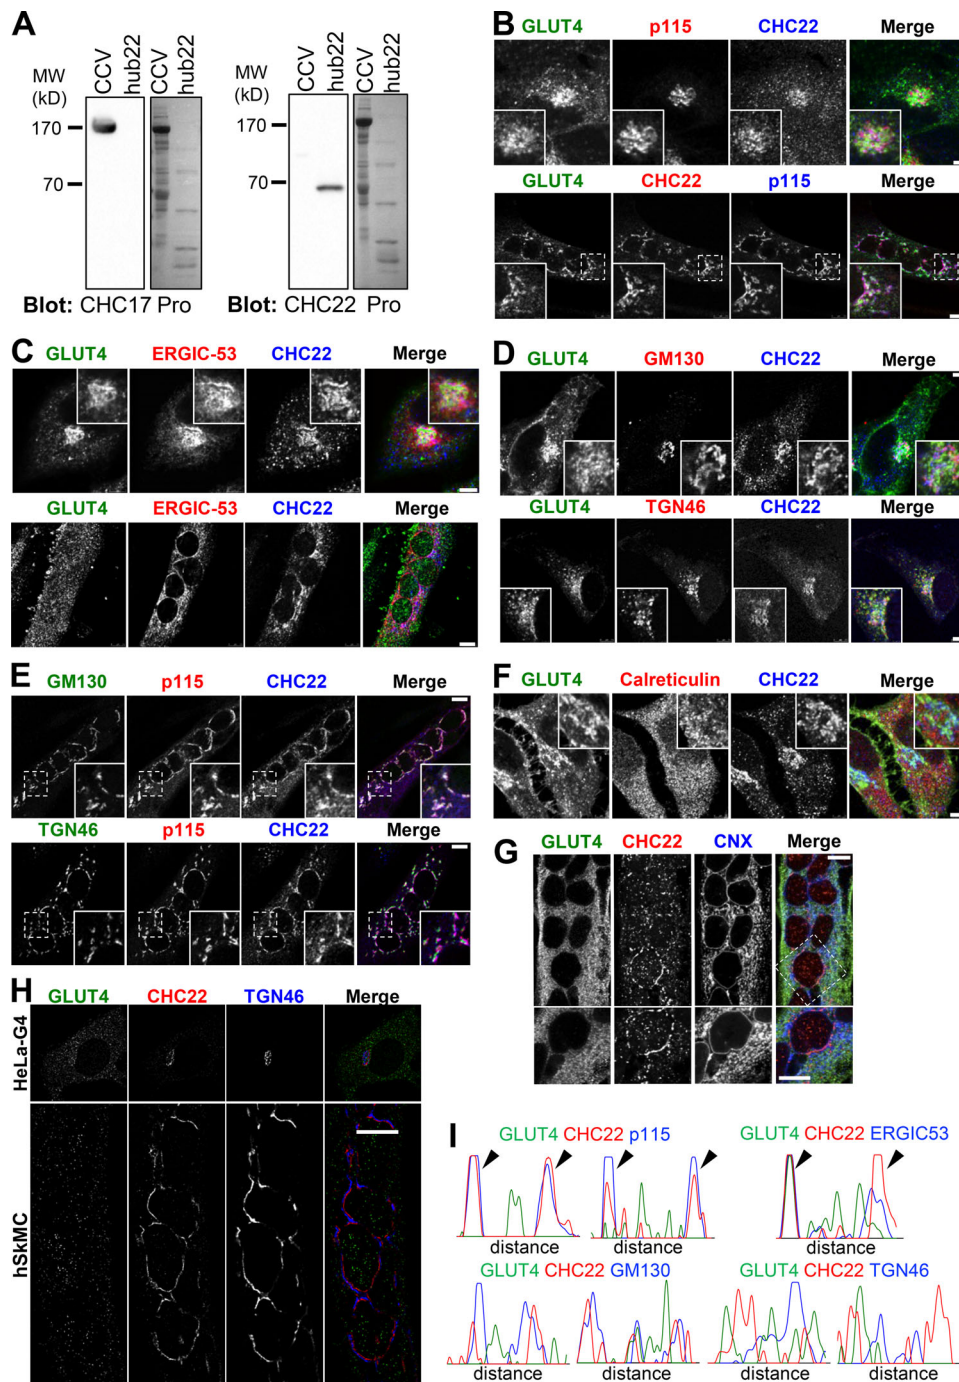 A
MW
(kD)
CCV
hub22
CCV
hub22
MW
(kD)
CCV
hub22
CCV
hub22
170
70
170
70
Blot: CHC17 Pro
Blot: CHC22 Pro
B
GLUT4 p115 CHC22 Merge
GLUT4 CHC22 p115 Merge
C
GLUT4 ERGIC-53 CHC22 Merge
GLUT4 ERGIC-53 CHC22 Merge
D
GLUT4 GM130 CHC22 Merge
GLUT4 TGN46 CHC22 Merge
E
GM130 p115 CHC22 Merge
TGN46 p115 CHC22 Merge
F
GLUT4 Calreticulin CHC22 Merge
G
GLUT4 CHC22 CNX Merge
H
GLUT4 CHC22 TGN46 Merge
HeLa-G4
hSkMC
I
GLUT4 CHC22 p115
GLUT4 CHC22 ERGIC53
distance
distance
distance
GLUT4 CHC22 GM130
GLUT4 CHC22 TGN46
distance
distance
distance
distance